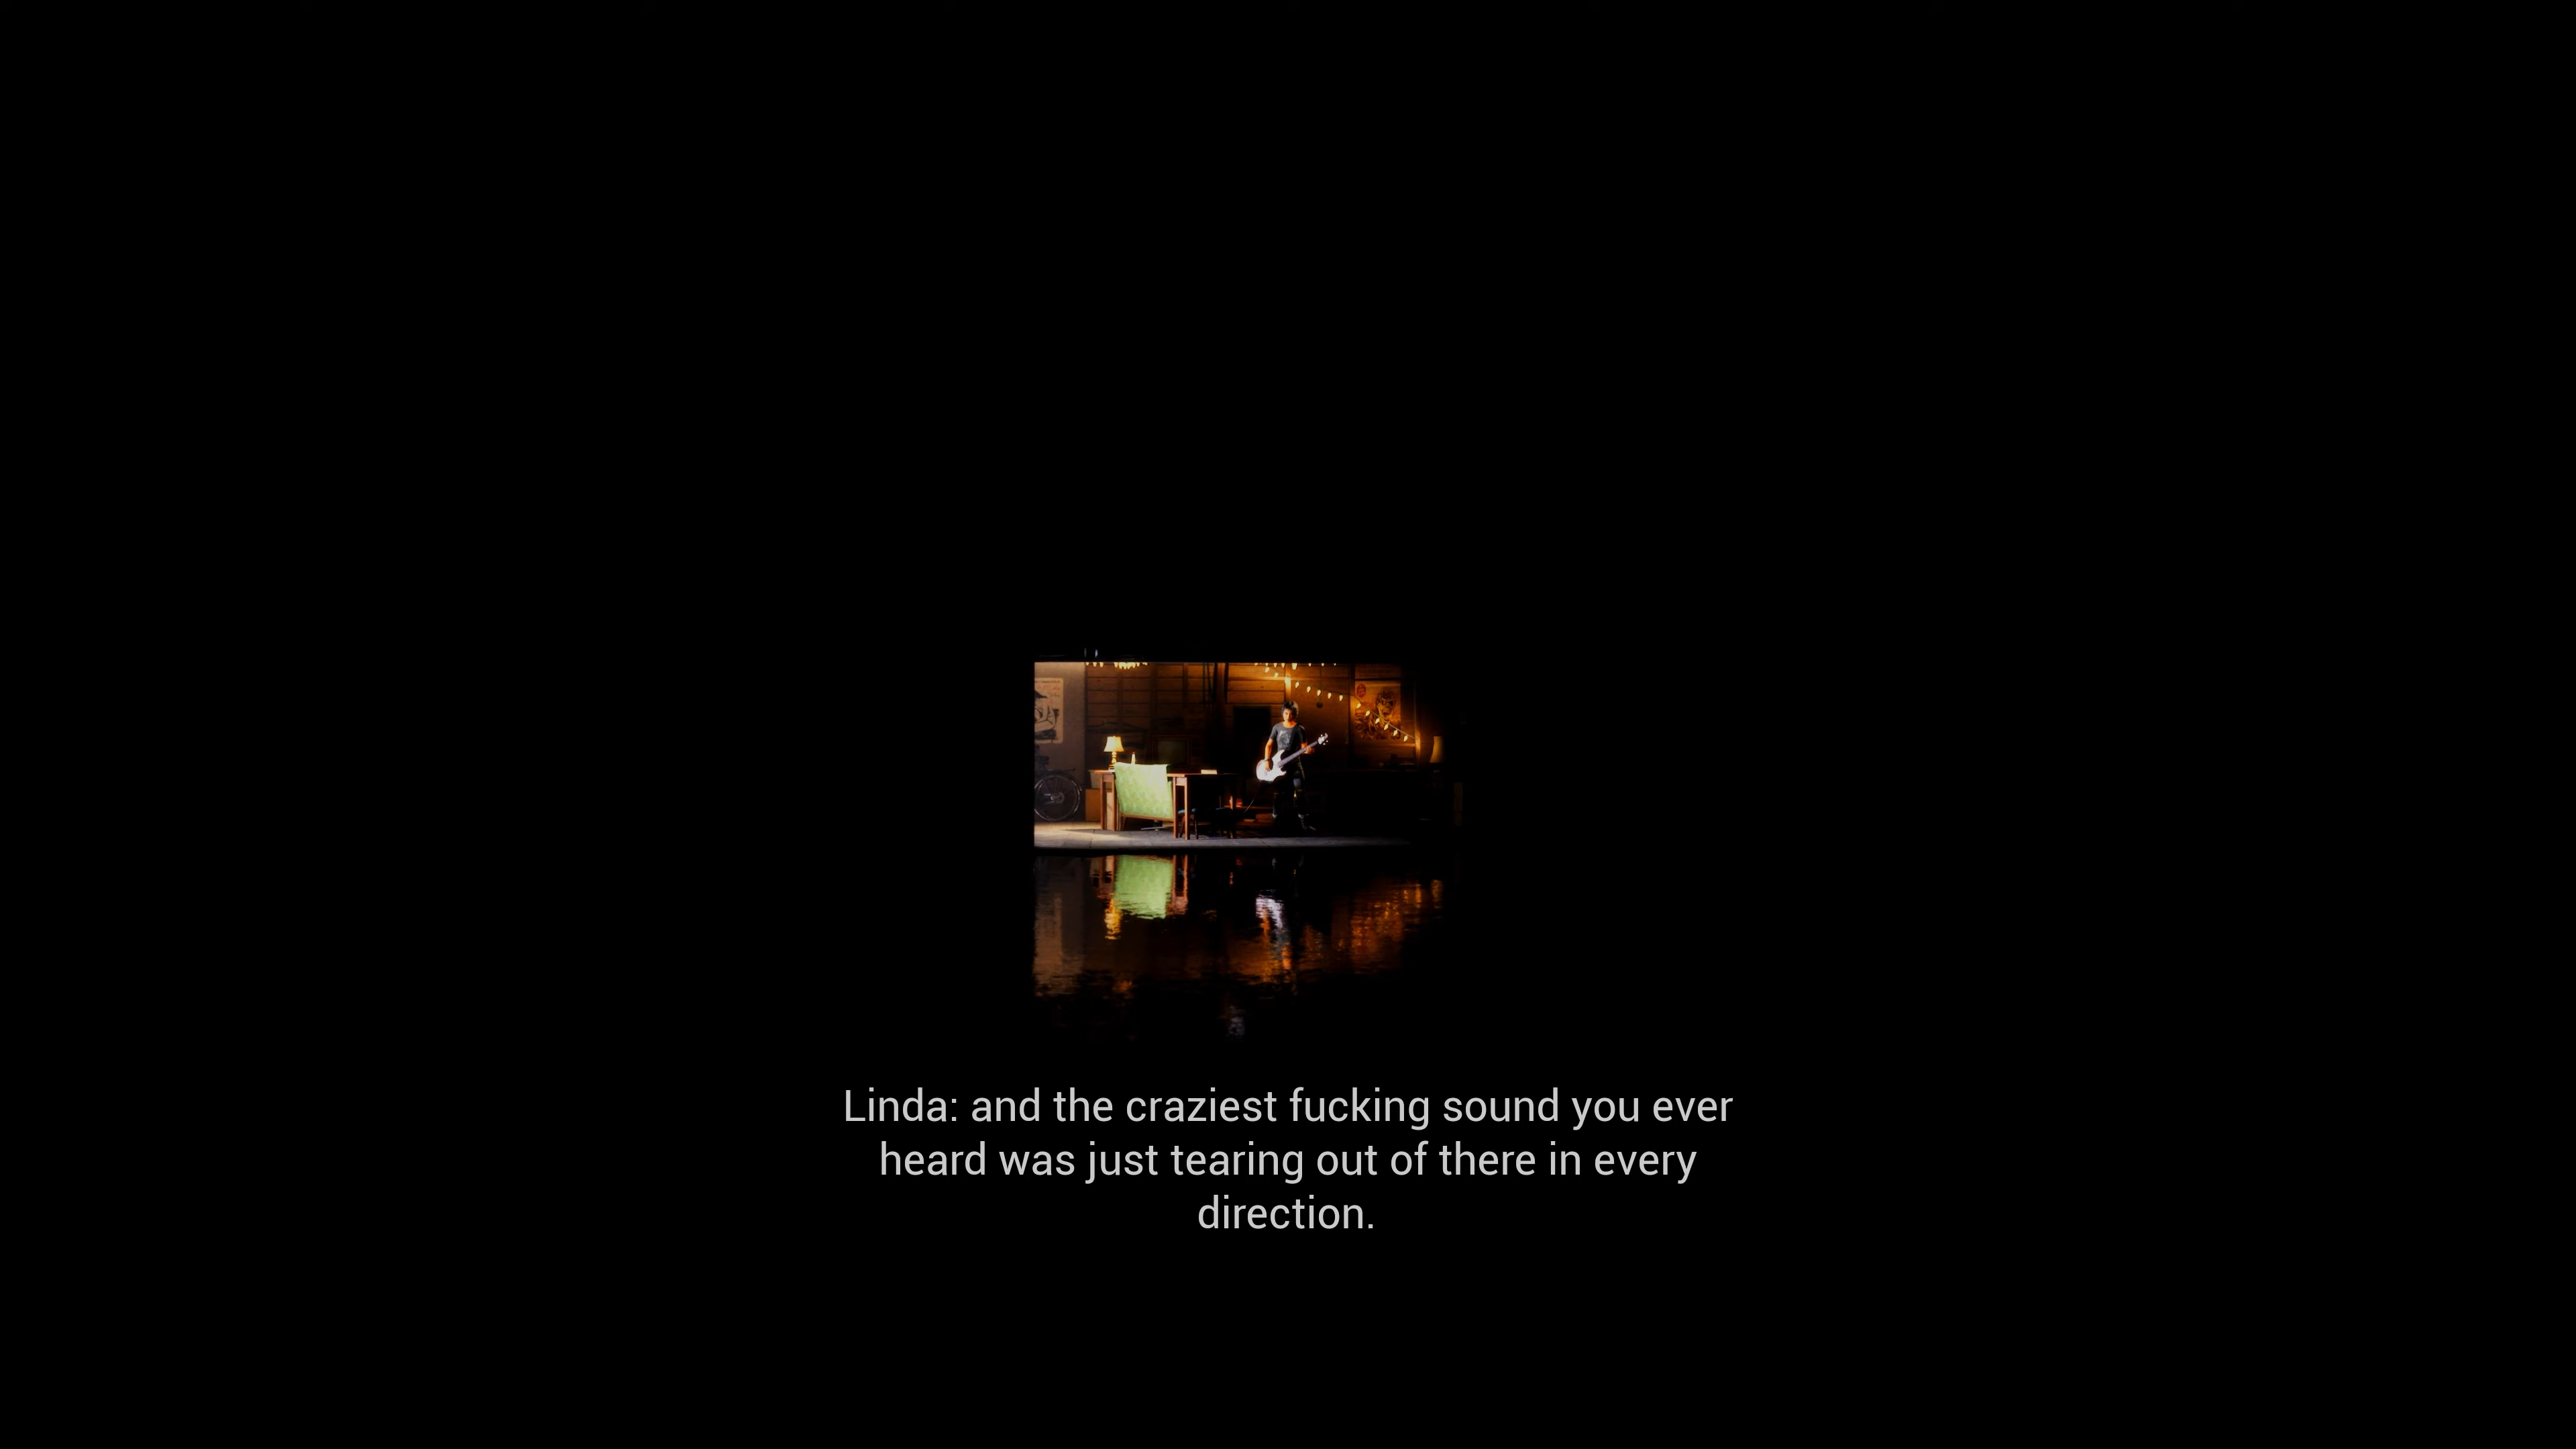 Linda: and the craziest fucking sound you ever
heard was just tearing out of there in every
direction.